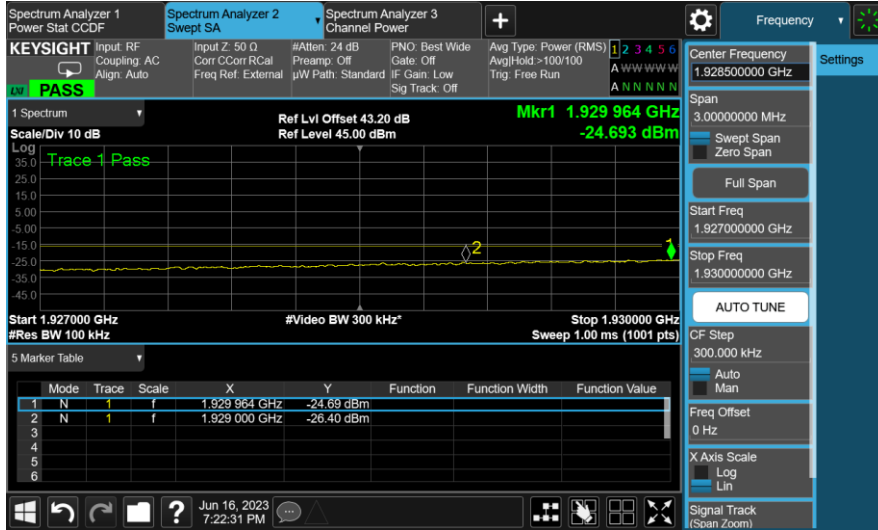 Spectrum Analyzer 1
Power Stat CCDF
Spectrum Analyzer 2
Swept SA
Spectrum Analyzer 3
Channel Power
Frequency
KEYSIGHT
LXI
PASS
Input: RF
Coupling: AC
Align: Auto
Input Z: 50 Ω
Corr CCorr RCal
Freq Ref: External
#Atten: 24 dB
Preamp: Off
µW Path: Standard
PNO: Best Wide
Gate: Off
IF Gain: Low
Sig Track: Off
Avg Type: Power (RMS)
Avg|Hold:>100/100
Trig: Free Run
1 2 3 4 5 6
A W W W W W
A N N N N N
1 Spectrum
Scale/Div 10 dB
Ref Lvl Offset 43.20 dB
Ref Level 45.00 dBm
Mkr1 1.929 964 GHz
-24.693 dBm
Log
Trace 1 Pass
35.0
25.0
15.0
5.00
-5.00
-15.0
-25.0
-35.0
-45.0
2
1
Start 1.927000 GHz
#Res BW 100 kHz
#Video BW 300 kHz*
Stop 1.930000 GHz
Sweep 1.00 ms (1001 pts)
5 Marker Table
Mode Trace Scale X Y Function Function Width Function Value
1 N 1 f 1.929 964 GHz -24.69 dBm
2 N 1 f 1.929 000 GHz -26.40 dBm
3
4
5
6
Center Frequency
1.928500000 GHz
Settings
Span
3.00000000 MHz
Swept Span
Zero Span
Full Span
Start Freq
1.927000000 GHz
Stop Freq
1.930000000 GHz
AUTO TUNE
CF Step
300.000 kHz
Auto
Man
Freq Offset
0 Hz
X Axis Scale
Log
Lin
Signal Track
(Span Zoom)
?
Jun 16, 2023
7:22:31 PM